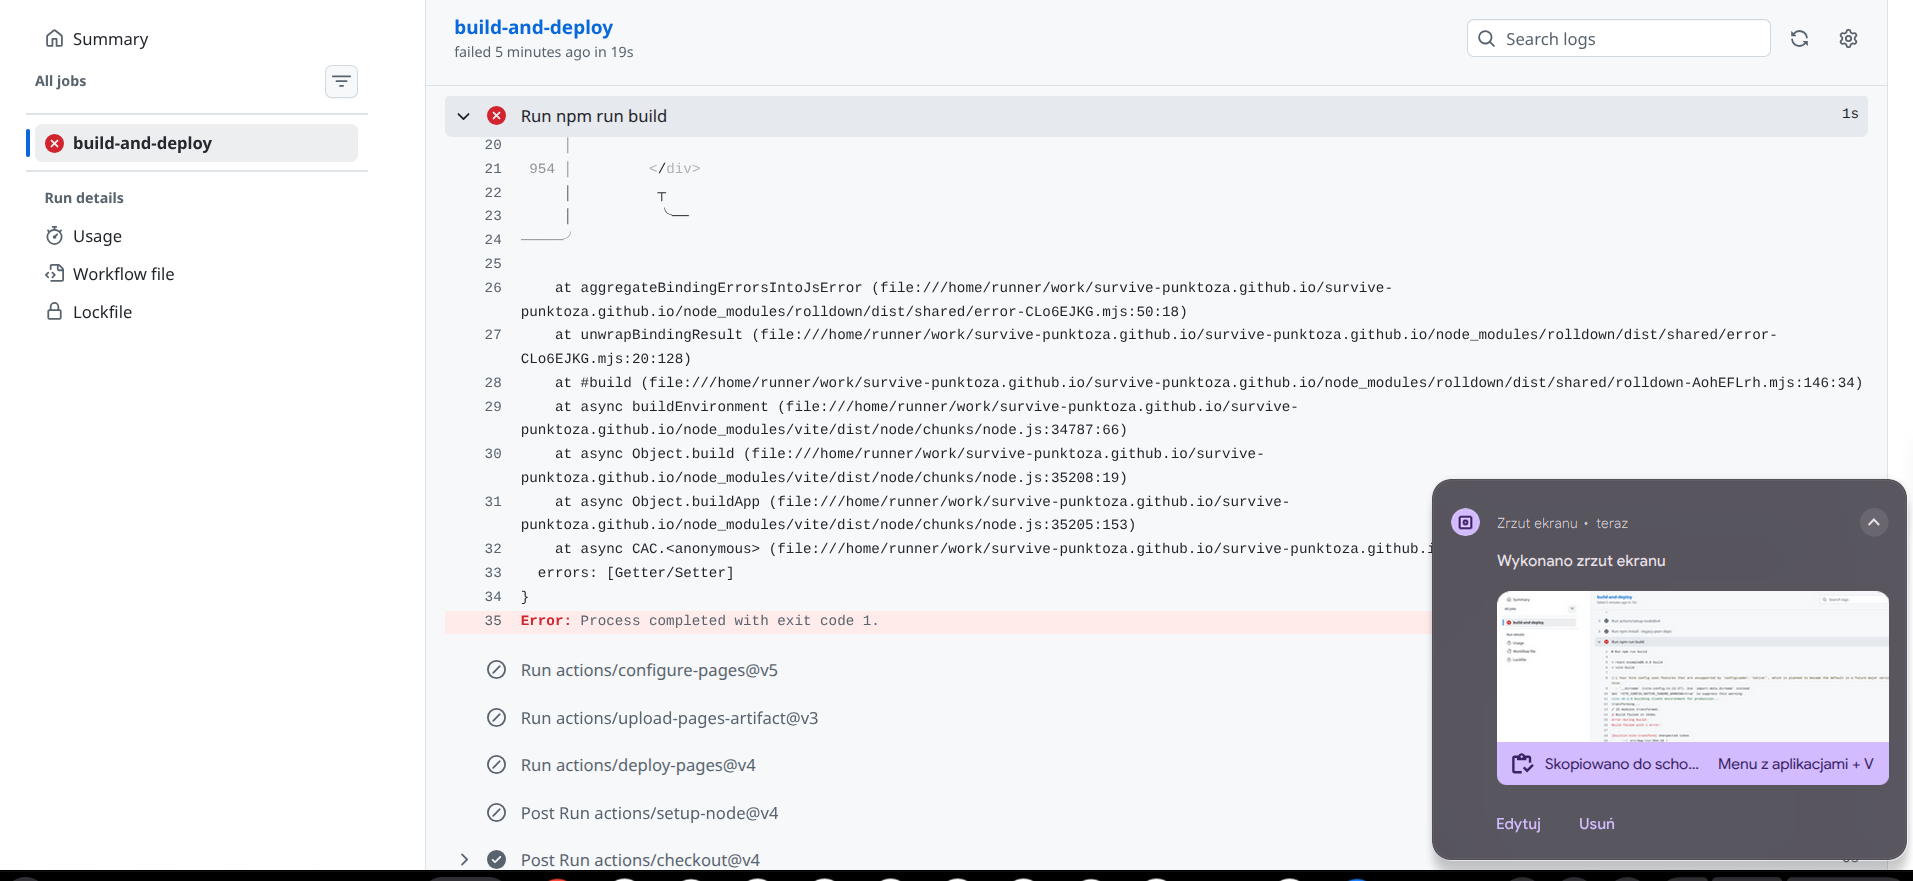 Summary
All jobs
build-and-deploy
Run details
Usage
Workflow file
Lockfile
build-and-deploy
failed 5 minutes ago in 19s
Search logs
Run npm run build
1s
20 |
21 954 | </div>
22 |
23 |
24
25
26 at aggregateBindingErrorsIntoJsError (file:///home/runner/work/survive-punktoza.github.io/survive-
punktoza.github.io/node_modules/rolldown/dist/shared/error-CLo6EJKG.mjs:50:18)
27 at unwrapBindingResult (file:///home/runner/work/survive-punktoza.github.io/survive-punktoza.github.io/node_modules/rolldown/dist/shared/error-
CLo6EJKG.mjs:20:128)
28 at #build (file:///home/runner/work/survive-punktoza.github.io/survive-punktoza.github.io/node_modules/rolldown/dist/shared/rolldown-AohEFLrh.mjs:146:34)
29 at async buildEnvironment (file:///home/runner/work/survive-punktoza.github.io/survive-
punktoza.github.io/node_modules/vite/dist/node/chunks/node.js:34787:66)
30 at async Object.build (file:///home/runner/work/survive-punktoza.github.io/survive-
punktoza.github.io/node_modules/vite/dist/node/chunks/node.js:35208:19)
31 at async Object.buildApp (file:///home/runner/work/survive-punktoza.github.io/survive-
punktoza.github.io/node_modules/vite/dist/node/chunks/node.js:35205:153)
32 at async CAC.<anonymous> (file:///home/runner/work/survive-punktoza.github.io/survive-punktoza.github.i
33 errors: [Getter/Setter]
34 }
35 Error: Process completed with exit code 1.
Run actions/configure-pages@v5
Run actions/upload-pages-artifact@v3
Run actions/deploy-pages@v4
Post Run actions/setup-node@v4
Post Run actions/checkout@v4
Zrzut ekranu • teraz
Wykonano zrzut ekranu
Skopiowano do scho... Menu z aplikacjami + V
Edytuj Usuń